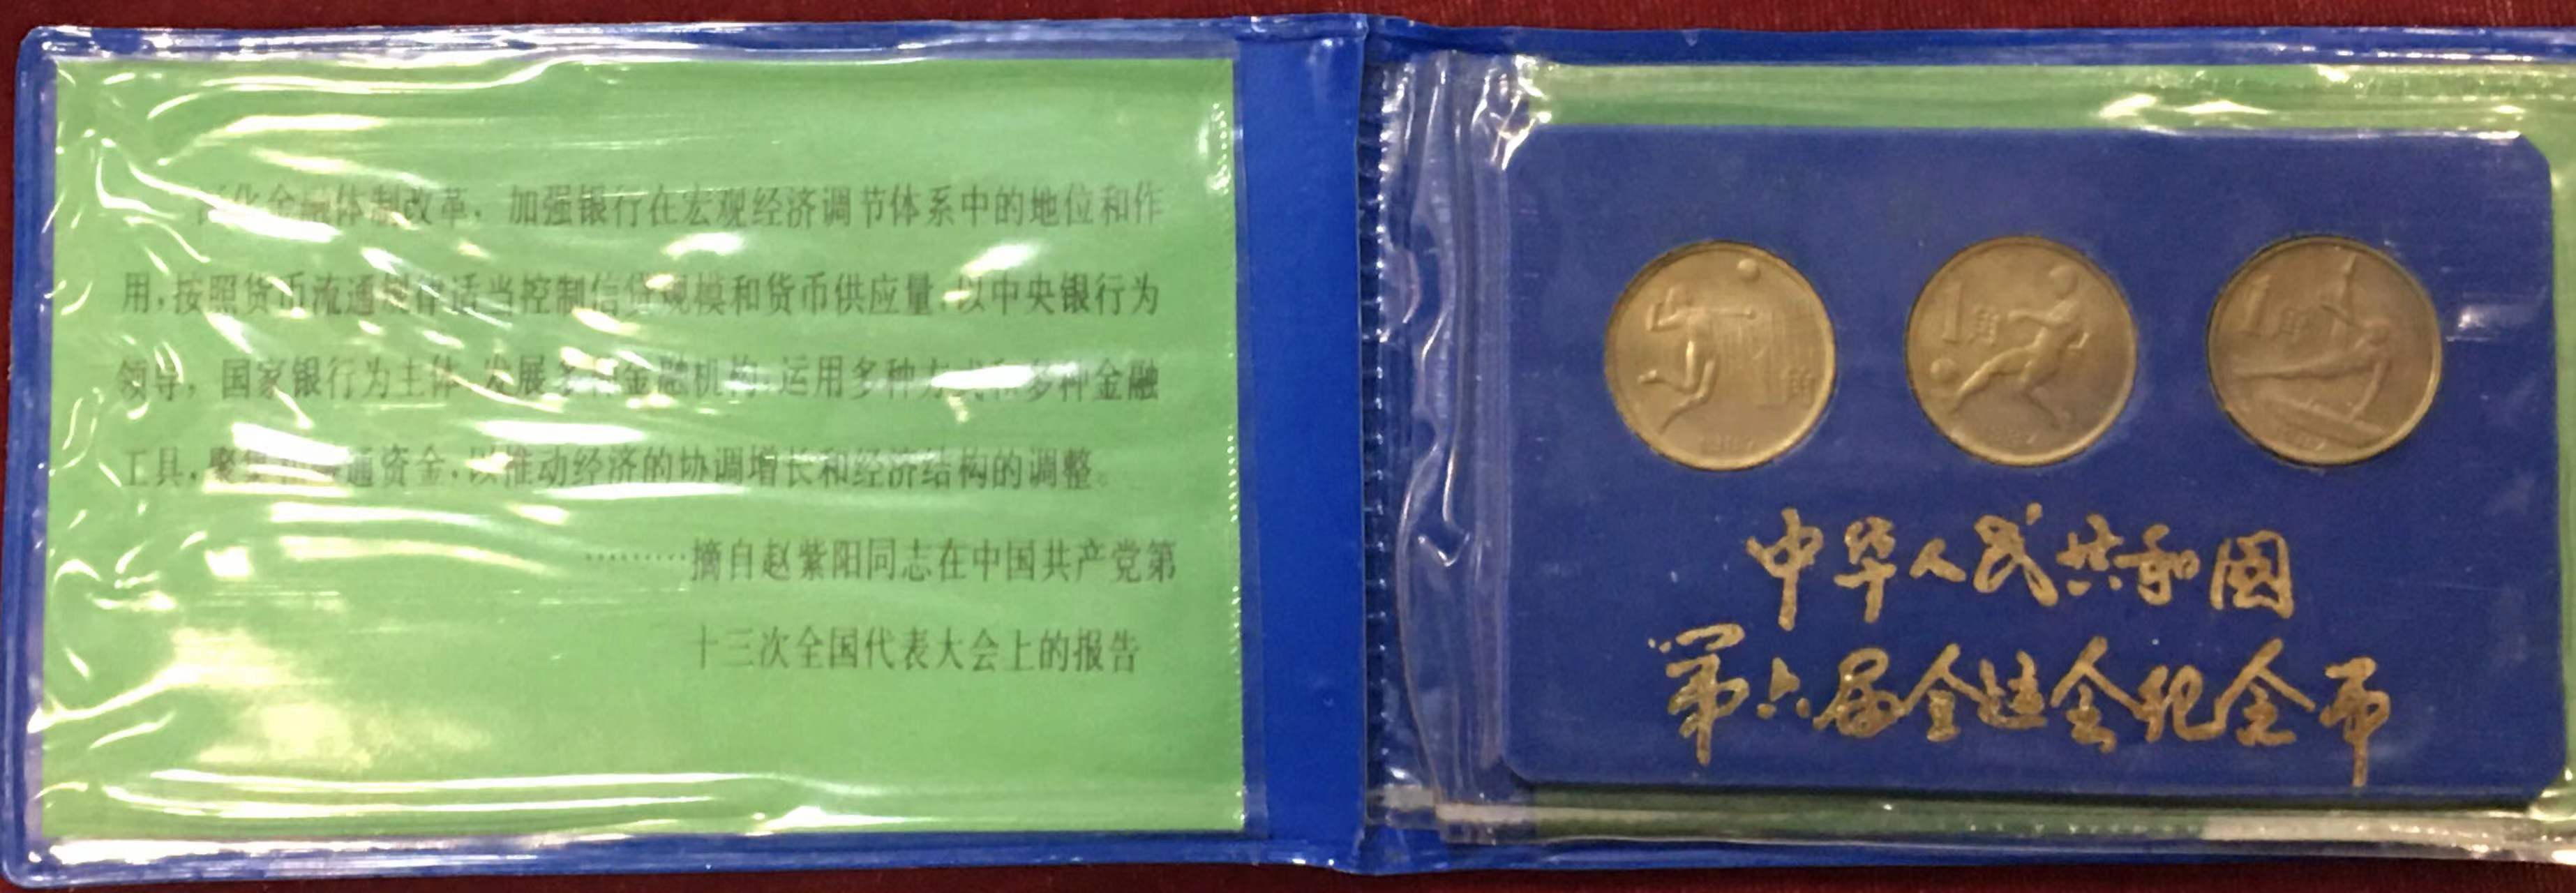 深化金融体制改革，加强银行在宏观经济调节体系中的地位和作
用，按照货币流通规律适当控制信贷规模和货币供应量，以中央银行为
领导，国家银行为主体，发展多种金融机构，运用多种方式和多种金融
工具，聚集和融通资金，以推动经济的协调增长和经济结构的调整。
………摘自赵紫阳同志在中国共产党第
十三次全国代表大会上的报告
1角
1987
1角
1987
1角
1987
中华人民共和国
第六届全运会纪念币